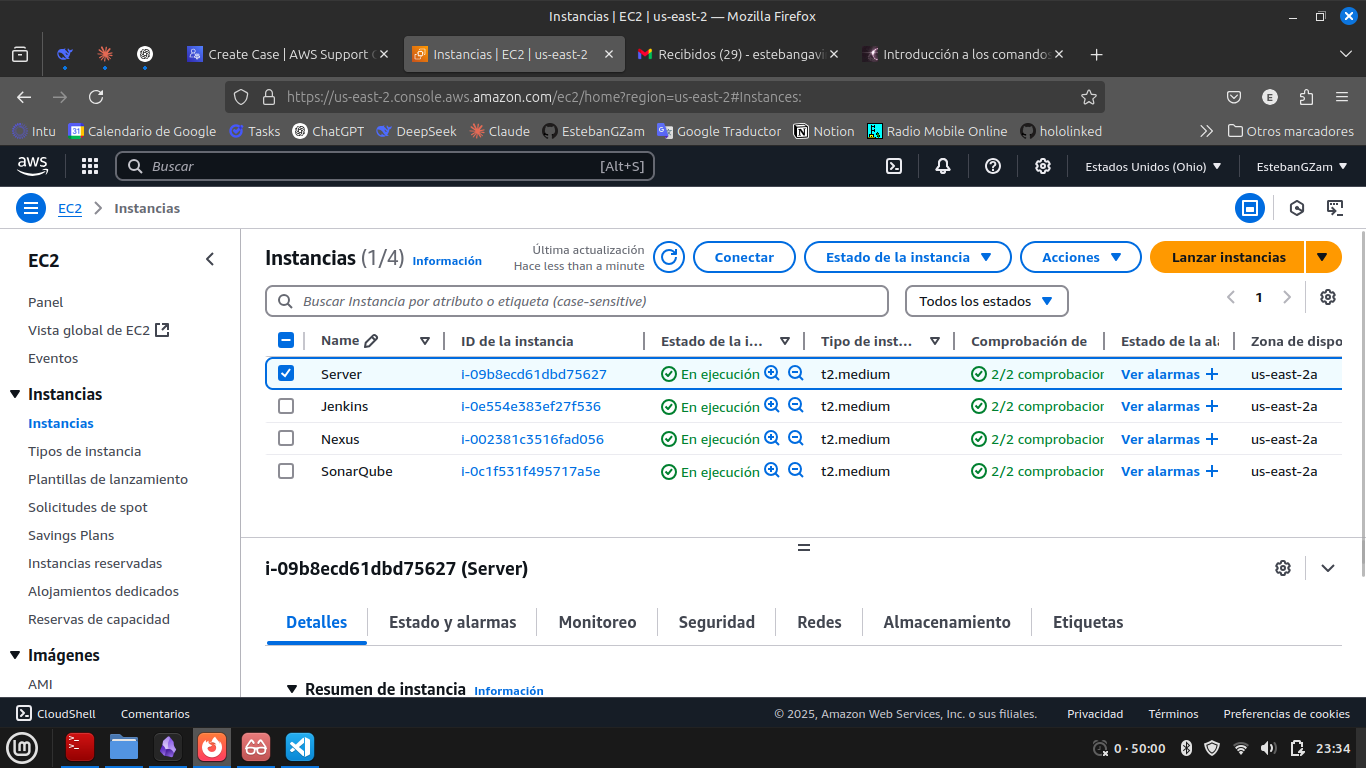 Instancias | EC2 | us-east-2 — Mozilla Firefox
Create Case | AWS Support C
Instancias | EC2 | us-east-2
Recibidos (29) - estebangavi
Introducción a los comandos
https://us-east-2.console.aws.amazon.com/ec2/home?region=us-east-2#Instances:
E
Intu
31
Calendario de Google
Tasks
ChatGPT
DeepSeek
Claude
EstebanGZam
Google Traductor
Notion
Radio Mobile Online
hololinked
Otros marcadores
aws
Buscar
[Alt+S]
Estados Unidos (Ohio)
EstebanGZam
EC2
Instancias
EC2
Panel
Vista global de EC2
Eventos
Instancias
Instancias
Tipos de instancia
Plantillas de lanzamiento
Solicitudes de spot
Savings Plans
Instancias reservadas
Alojamientos dedicados
Reservas de capacidad
Imágenes
AMI
Instancias (1/4) Información
Última actualización
Hace less than a minute
Conectar
Estado de la instancia
Acciones
Lanzar instancias
Buscar Instancia por atributo o etiqueta (case-sensitive)
Todos los estados
1
Name ID de la instancia Estado de la i... Tipo de inst... Comprobación de Estado de la ala Zona de dispo
Server i-09b8ecd61dbd75627 En ejecución t2.medium 2/2 comprobacior Ver alarmas + us-east-2a
Jenkins i-0e554e383ef27f536 En ejecución t2.medium 2/2 comprobacior Ver alarmas + us-east-2a
Nexus i-002381c3516fad056 En ejecución t2.medium 2/2 comprobacior Ver alarmas + us-east-2a
SonarQube i-0c1f531f495717a5e En ejecución t2.medium 2/2 comprobacior Ver alarmas + us-east-2a
i-09b8ecd61dbd75627 (Server)
Detalles
Estado y alarmas
Monitoreo
Seguridad
Redes
Almacenamiento
Etiquetas
Resumen de instancia Información
CloudShell
Comentarios
© 2025, Amazon Web Services, Inc. o sus filiales.
Privacidad
Términos
Preferencias de cookies
0 · 50:00
23:34